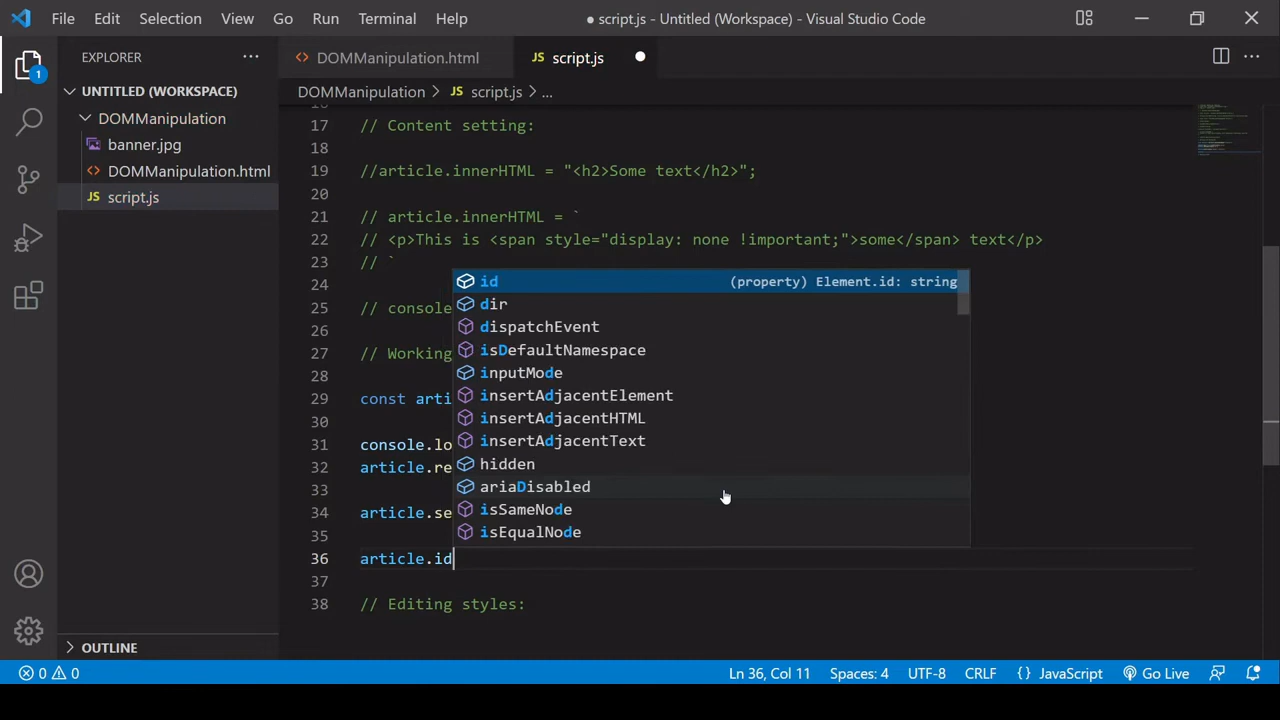 File Edit Selection View Go Run Terminal Help
● script.js - Untitled (Workspace) - Visual Studio Code
EXPLORER
DOMManipulation.html
JS script.js
1
UNTITLED (WORKSPACE)
DOMManipulation > JS script.js > ...
DOMManipulation
banner.jpg
DOMManipulation.html
JS script.js
17 // Content setting:
18
19 //article.innerHTML = "<h2>Some text</h2>";
20
21 // article.innerHTML = `
22 // <p>This is <span style="display: none !important;">some</span> text</p>
23 // `
24
25 // console
26
27 // Working
28
29 const arti
30
31 console.lo
32 article.re
33
34 article.se
35
36 article.id
37
38 // Editing styles:
id (property) Element.id: string
dir
dispatchEvent
isDefaultNamespace
inputMode
insertAdjacentElement
insertAdjacentHTML
insertAdjacentText
hidden
ariaDisabled
isSameNode
isEqualNode
OUTLINE
0 0
Ln 36, Col 11 Spaces: 4 UTF-8 CRLF {} JavaScript Go Live